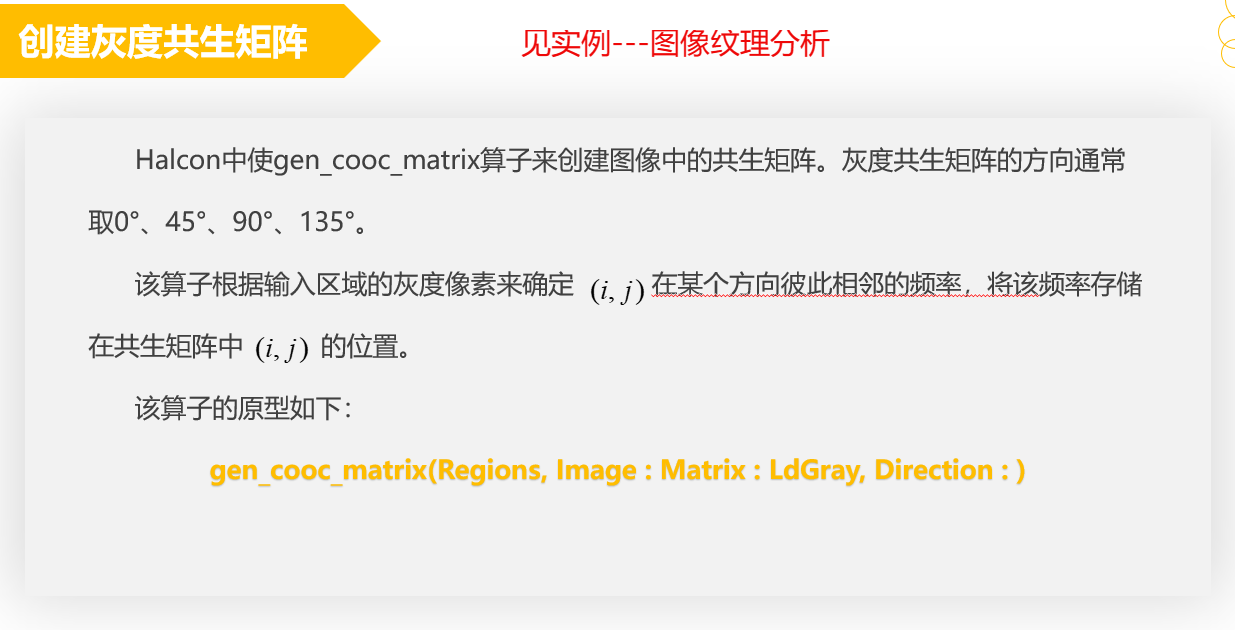 创建灰度共生矩阵
见实例---图像纹理分析
Halcon中使gen_cooc_matrix算子来创建图像中的共生矩阵。灰度共生矩阵的方向通常
取0°、45°、90°、135°。
该算子根据输入区域的灰度像素来确定 (i, j) 在某个方向彼此相邻的频率，将该频率存储
在共生矩阵中 (i, j) 的位置。
该算子的原型如下：
gen_cooc_matrix(Regions, Image : Matrix : LdGray, Direction : )